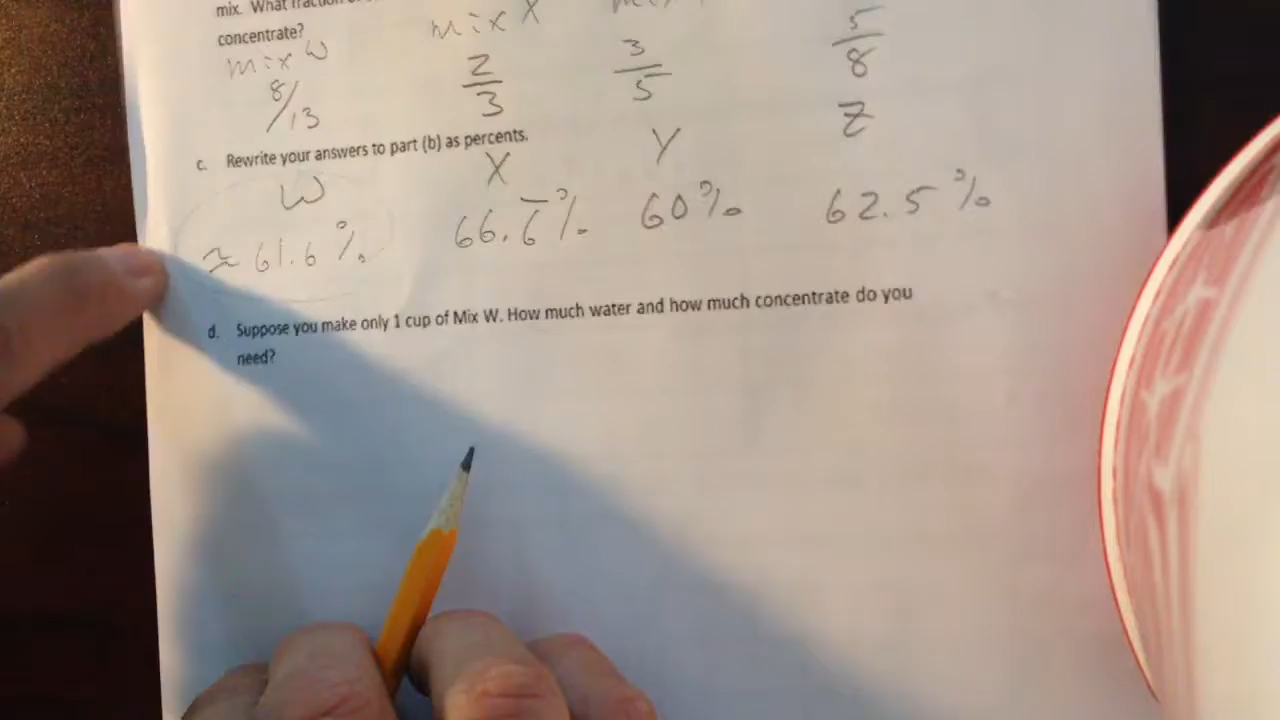 mix. What fraction
concentrate?
mix W
mix X
8/13
2/3
3/5
5/8
Z
c. Rewrite your answers to part (b) as percents.
W
X
Y
≈ 61.6%
66.6̅%
60%
62.5%
d. Suppose you make only 1 cup of Mix W. How much water and how much concentrate do you
need?